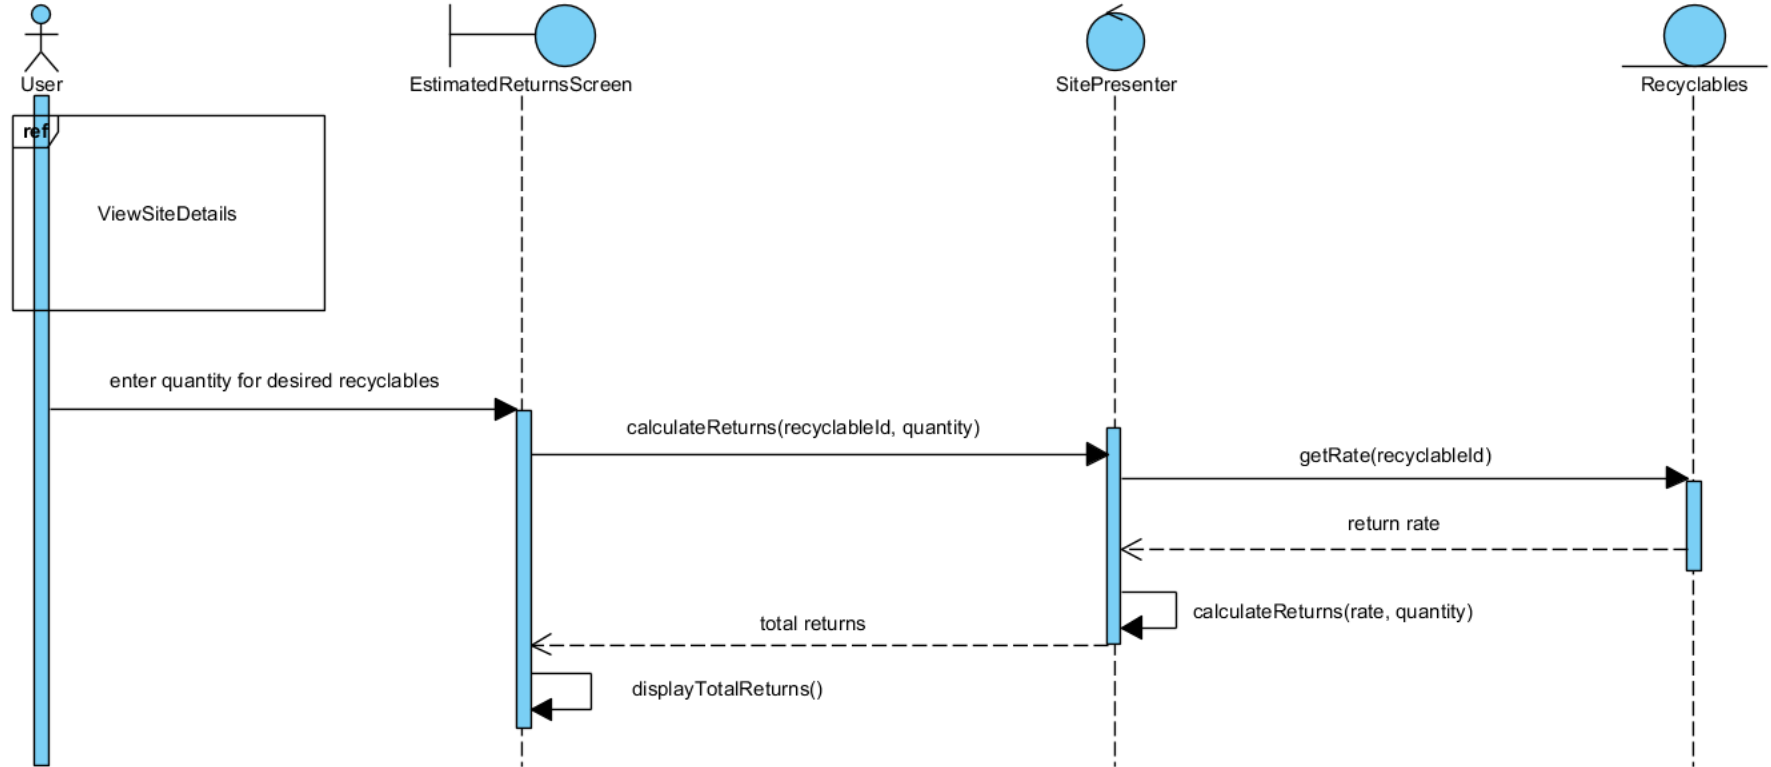 User
EstimatedReturnsScreen
SitePresenter
Recyclables
ref
ViewSiteDetails
enter quantity for desired recyclables
calculateReturns(recyclableId, quantity)
getRate(recyclableId)
return rate
calculateReturns(rate, quantity)
total returns
displayTotalReturns()